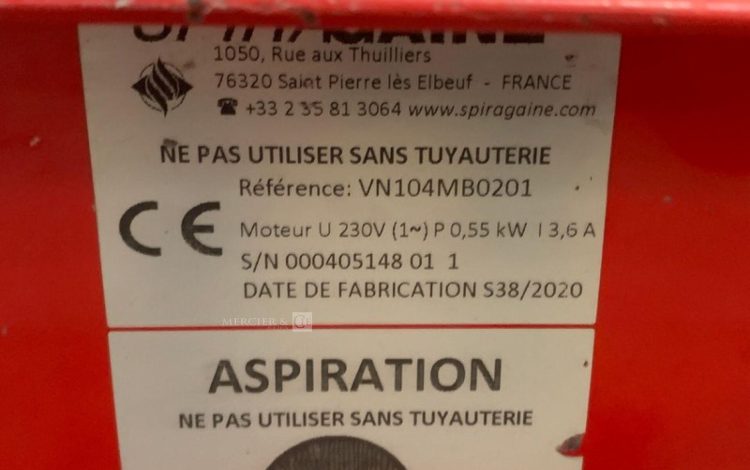 SPIRAGAINE
1050, Rue aux Thuilliers
76320 Saint Pierre lès Elbeuf - FRANCE
☎ +33 2 35 81 3064 www.spiragaine.com
NE PAS UTILISER SANS TUYAUTERIE
Référence: VN104MB0201
CE
Moteur U 230V (1~) P 0,55 kW I 3,6 A
S/N 000405148 01 1
DATE DE FABRICATION S38/2020
MERCIER &
ASPIRATION
NE PAS UTILISER SANS TUYAUTERIE